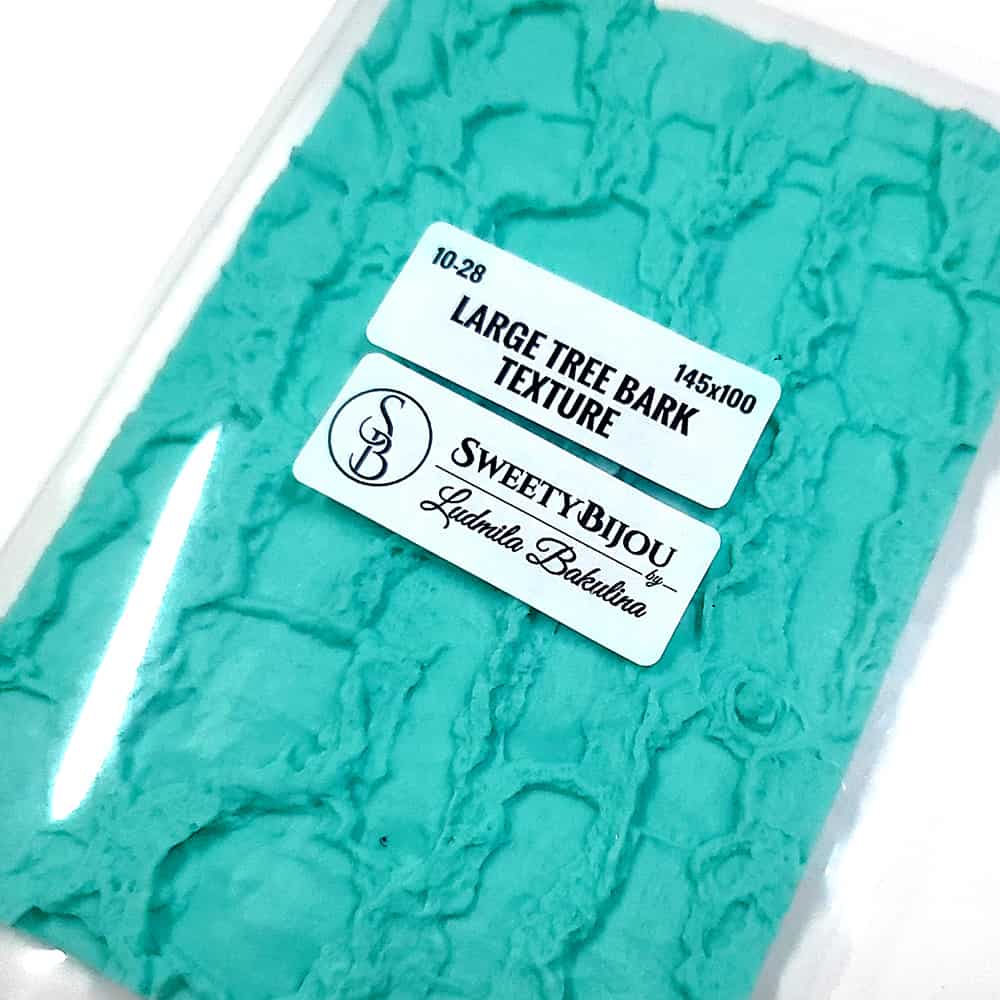 10-28
LARGE TREE BARK
TEXTURE
145x100
SB
SWEETYBIJOU
by
Ludmila Bakulina